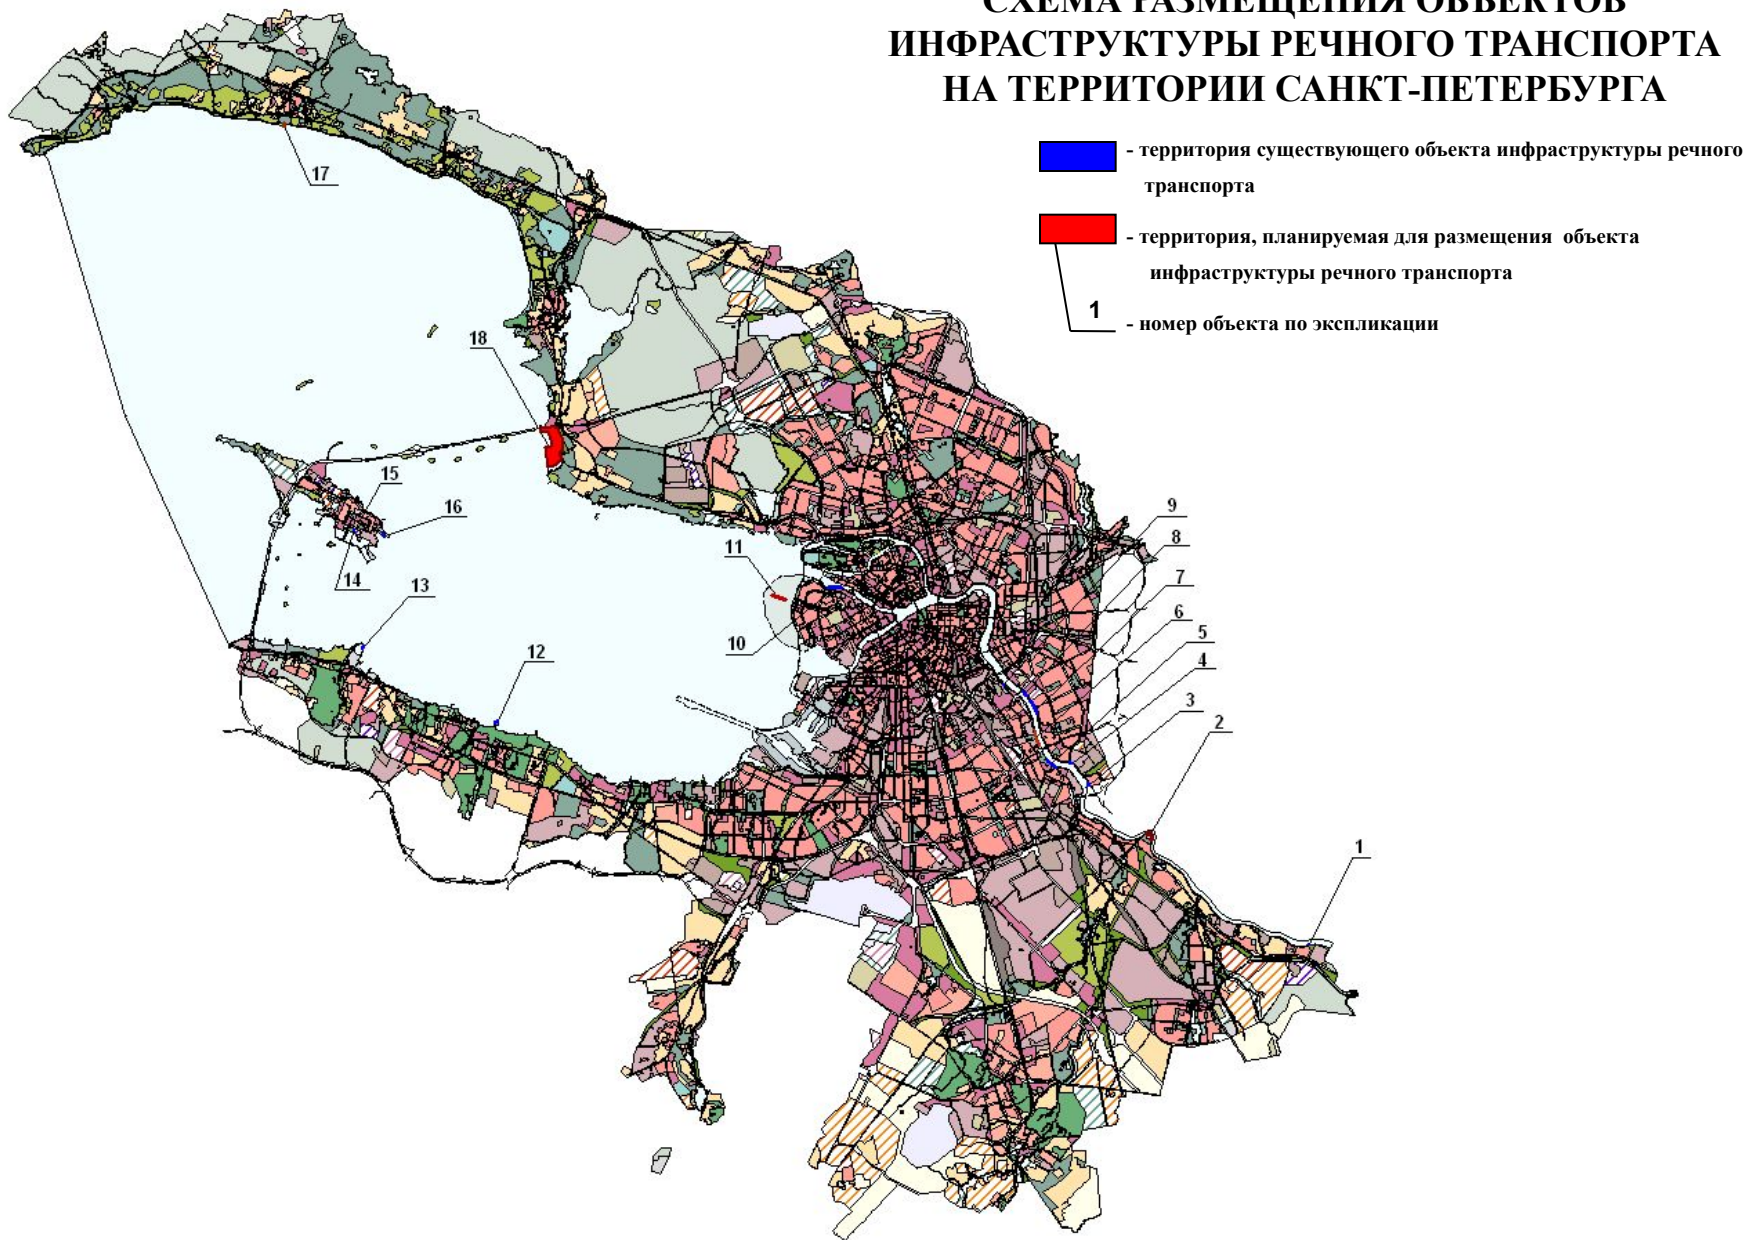 СХЕМА РАЗМЕЩЕНИЯ ОБЪЕКТОВ
ИНФРАСТРУКТУРЫ РЕЧНОГО ТРАНСПОРТА
НА ТЕРРИТОРИИ САНКТ-ПЕТЕРБУРГА
- территория существующего объекта инфраструктуры речного
транспорта
- территория, планируемая для размещения объекта
инфраструктуры речного транспорта
1
- номер объекта по экспликации
17
18
15
16
14
13
12
11
10
9
8
7
6
5
4
3
2
1